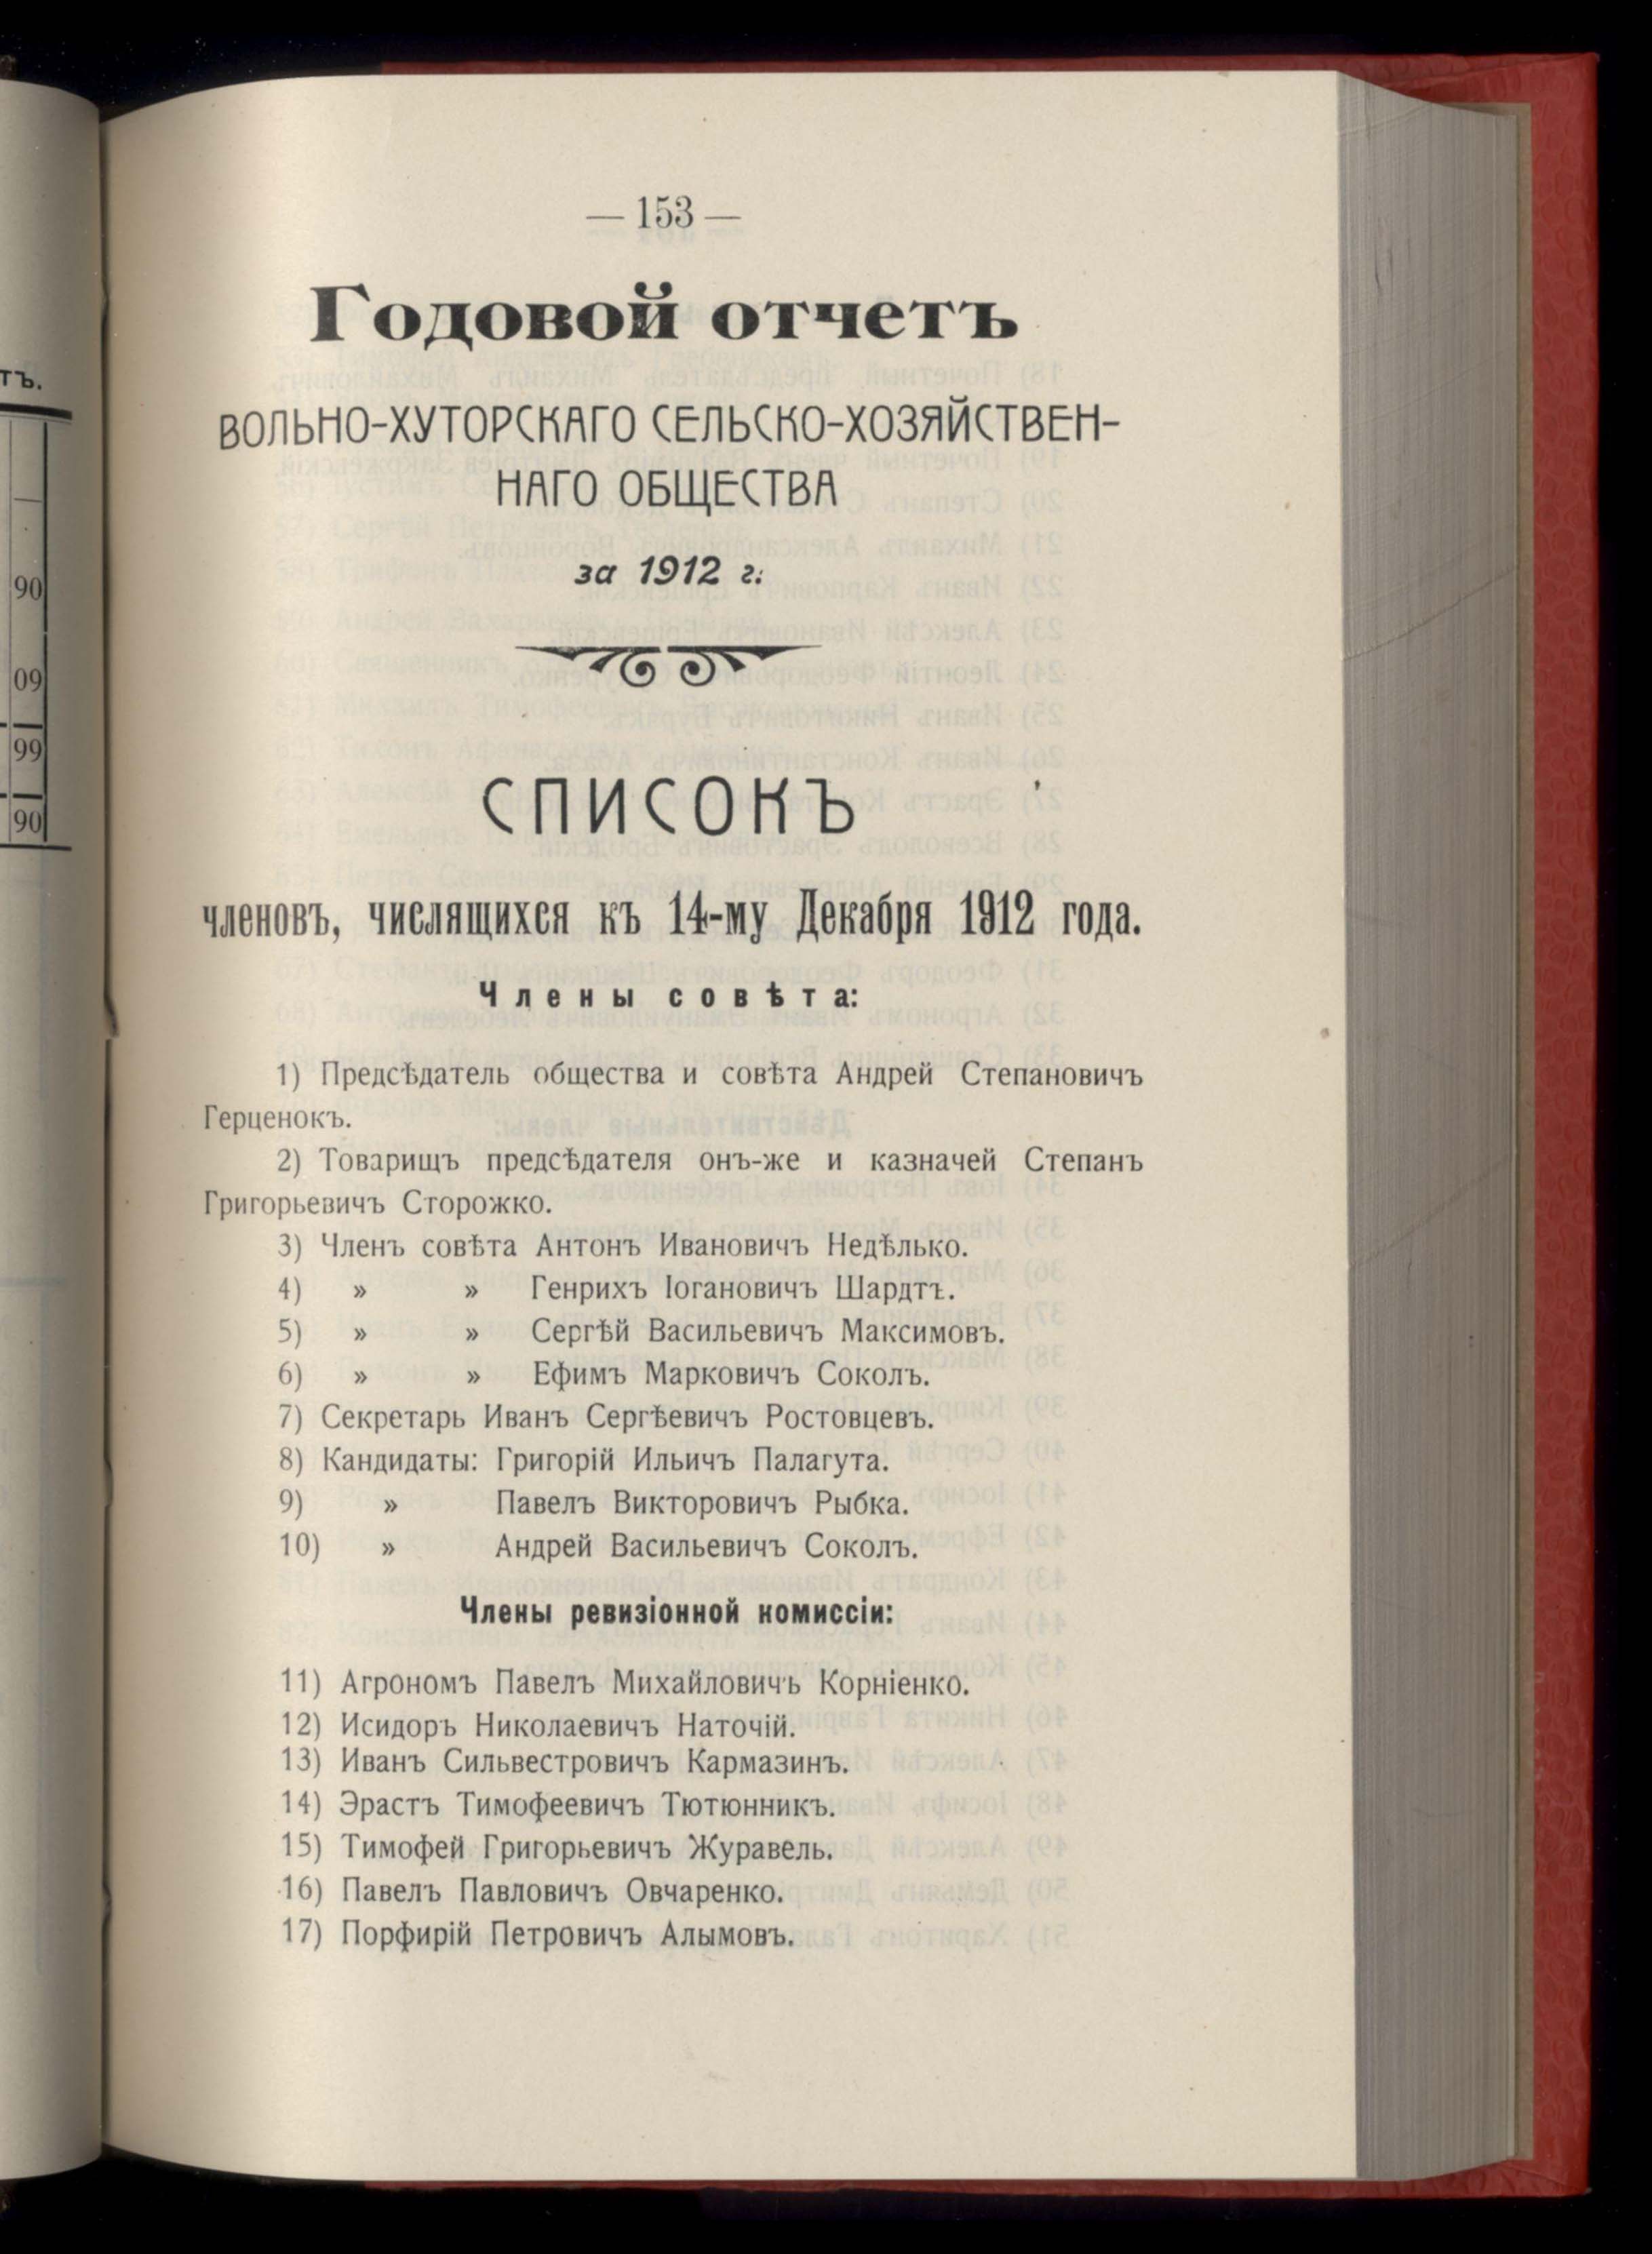 тъ.
90
09
99
90
— 153 —
Годовой отчетъ
ВОЛЬНО-ХУТОРСКАГО СЕЛЬСКО-ХОЗЯЙСТВЕН-
НАГО ОБЩЕСТВА
за 1912 г.
СПИСОКЪ
членовъ, числящихся къ 14-му Декабря 1912 года.
Члены совѣта:
1) Предсѣдатель общества и совѣта Андрей Степановичъ
Герценокъ.
2) Товарищъ предсѣдателя онъ-же и казначей Степанъ
Григорьевичъ Сторожко.
3) Членъ совѣта Антонъ Ивановичъ Недѣлько.
4) » » Генрихъ Іогановичъ Шардтъ.
5) » » Сергѣй Васильевичъ Максимовъ.
6) » » Ефимъ Марковичъ Соколъ.
7) Секретарь Иванъ Сергѣевичъ Ростовцевъ.
8) Кандидаты: Григорій Ильичъ Палагута.
9) » Павелъ Викторовичъ Рыбка.
10) » Андрей Васильевичъ Соколъ.
Члены ревизіонной комиссіи:
11) Агрономъ Павелъ Михайловичъ Корніенко.
12) Исидоръ Николаевичъ Наточій.
13) Иванъ Сильвестровичъ Кармазинъ.
14) Эрастъ Тимофеевичъ Тютюнникъ.
15) Тимофей Григорьевичъ Журавель.
16) Павелъ Павловичъ Овчаренко.
17) Порфирій Петровичъ Алымовъ.